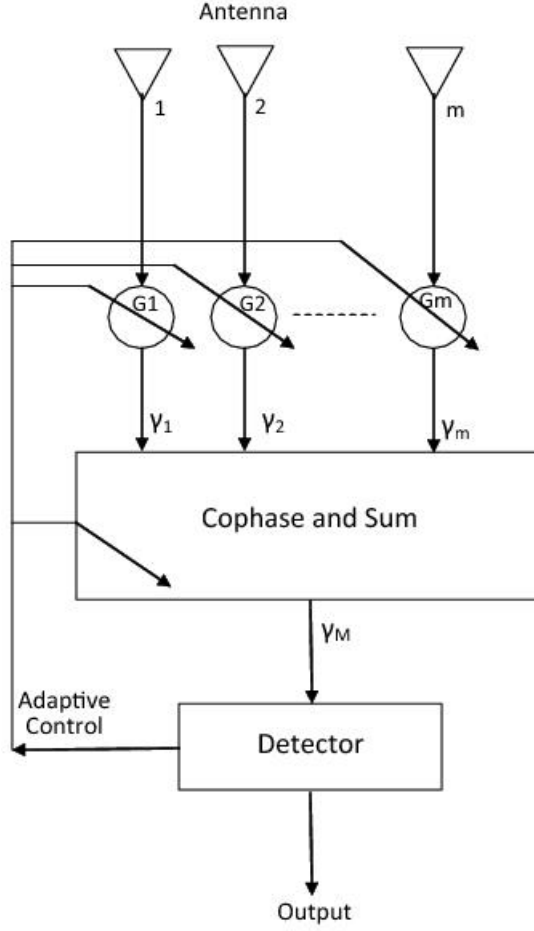 Antenna
1
2
m
G1
G2
Gm
γ1
γ2
γm
Cophase and Sum
γM
Adaptive
Control
Detector
Output